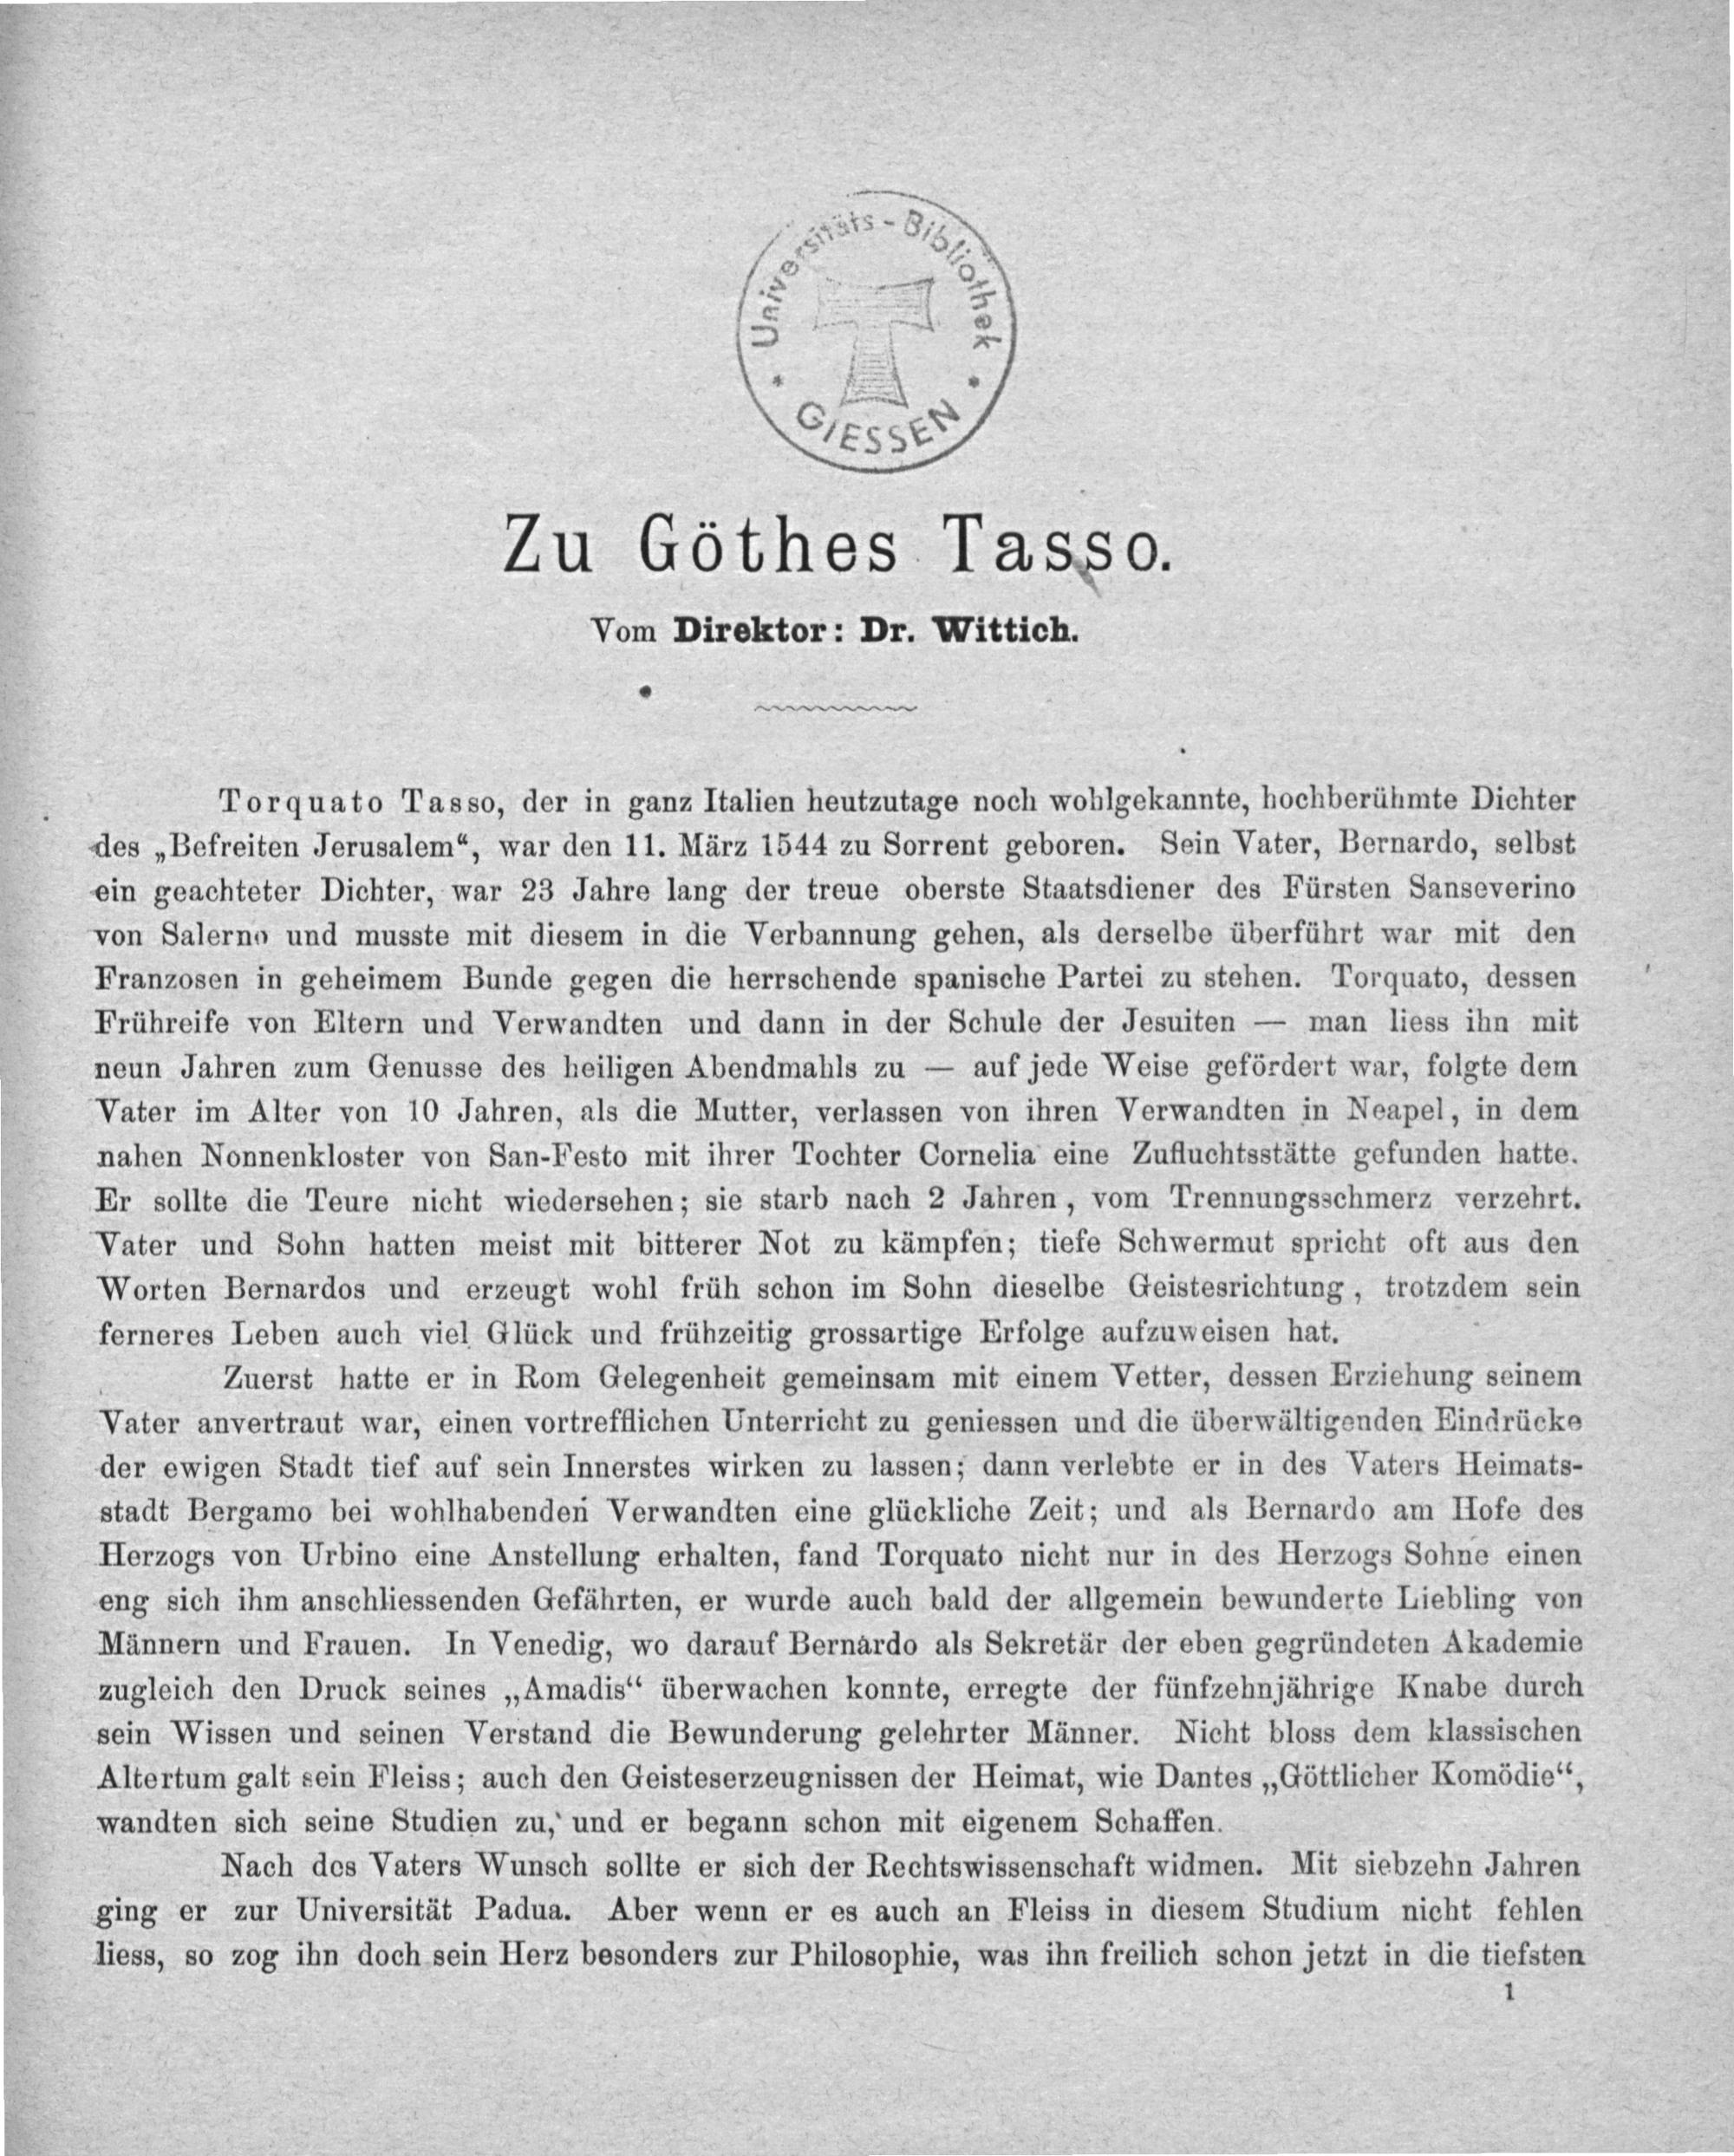 Universitäts-Bibliothek
* GIESSEN *
Zu Göthes Tasso.
Vom Direktor: Dr. Wittich.
Torquato Tasso, der in ganz Italien heutzutage noch wohlgekannte, hochberühmte Dichter
des „Befreiten Jerusalem“, war den 11. März 1544 zu Sorrent geboren. Sein Vater, Bernardo, selbst
ein geachteter Dichter, war 23 Jahre lang der treue oberste Staatsdiener des Fürsten Sanseverino
von Salerno und musste mit diesem in die Verbannung gehen, als derselbe überführt war mit den
Franzosen in geheimem Bunde gegen die herrschende spanische Partei zu stehen. Torquato, dessen
Frühreife von Eltern und Verwandten und dann in der Schule der Jesuiten — man liess ihn mit
neun Jahren zum Genusse des heiligen Abendmahls zu — auf jede Weise gefördert war, folgte dem
Vater im Alter von 10 Jahren, als die Mutter, verlassen von ihren Verwandten in Neapel, in dem
nahen Nonnenkloster von San-Festo mit ihrer Tochter Cornelia eine Zufluchtsstätte gefunden hatte.
Er sollte die Teure nicht wiedersehen; sie starb nach 2 Jahren, vom Trennungsschmerz verzehrt.
Vater und Sohn hatten meist mit bitterer Not zu kämpfen; tiefe Schwermut spricht oft aus den
Worten Bernardos und erzeugt wohl früh schon im Sohn dieselbe Geistesrichtung, trotzdem sein
ferneres Leben auch viel Glück und frühzeitig grossartige Erfolge aufzuweisen hat.
Zuerst hatte er in Rom Gelegenheit gemeinsam mit einem Vetter, dessen Erziehung seinem
Vater anvertraut war, einen vortrefflichen Unterricht zu geniessen und die überwältigenden Eindrücke
der ewigen Stadt tief auf sein Innerstes wirken zu lassen; dann verlebte er in des Vaters Heimats-
stadt Bergamo bei wohlhabenden Verwandten eine glückliche Zeit; und als Bernardo am Hofe des
Herzogs von Urbino eine Anstellung erhalten, fand Torquato nicht nur in des Herzogs Sohne einen
eng sich ihm anschliessenden Gefährten, er wurde auch bald der allgemein bewunderte Liebling von
Männern und Frauen. In Venedig, wo darauf Bernardo als Sekretär der eben gegründeten Akademie
zugleich den Druck seines „Amadis“ überwachen konnte, erregte der fünfzehnjährige Knabe durch
sein Wissen und seinen Verstand die Bewunderung gelehrter Männer. Nicht bloss dem klassischen
Altertum galt sein Fleiss; auch den Geisteserzeugnissen der Heimat, wie Dantes „Göttlicher Komödie“,
wandten sich seine Studien zu, und er begann schon mit eigenem Schaffen.
Nach des Vaters Wunsch sollte er sich der Rechtswissenschaft widmen. Mit siebzehn Jahren
ging er zur Universität Padua. Aber wenn er es auch an Fleiss in diesem Studium nicht fehlen
liess, so zog ihn doch sein Herz besonders zur Philosophie, was ihn freilich schon jetzt in die tiefsten
1